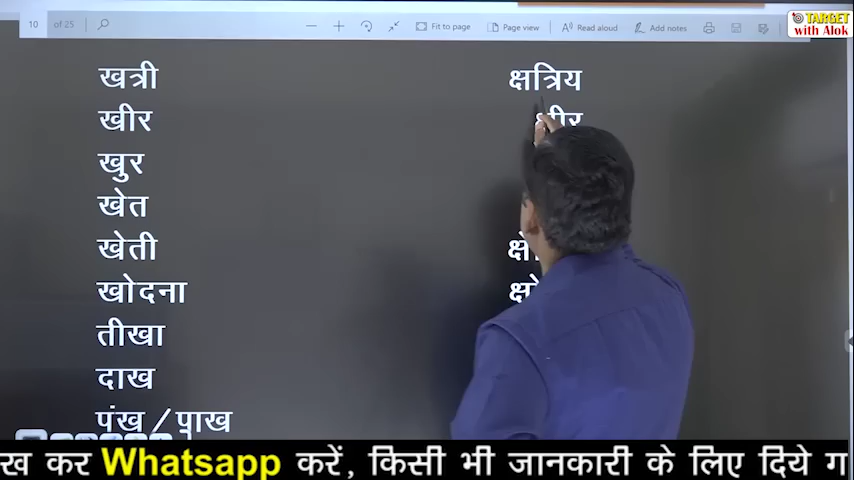 10 of 25 Fit to page Page view Read aloud Add notes
TARGET
with Alok
खत्री क्षत्रिय
खीर
खुर
खेत
खेती
खोदना
तीखा
दाख
पंख/पाख
ख कर Whatsapp करें, किसी भी जानकारी के लिए दिये ग